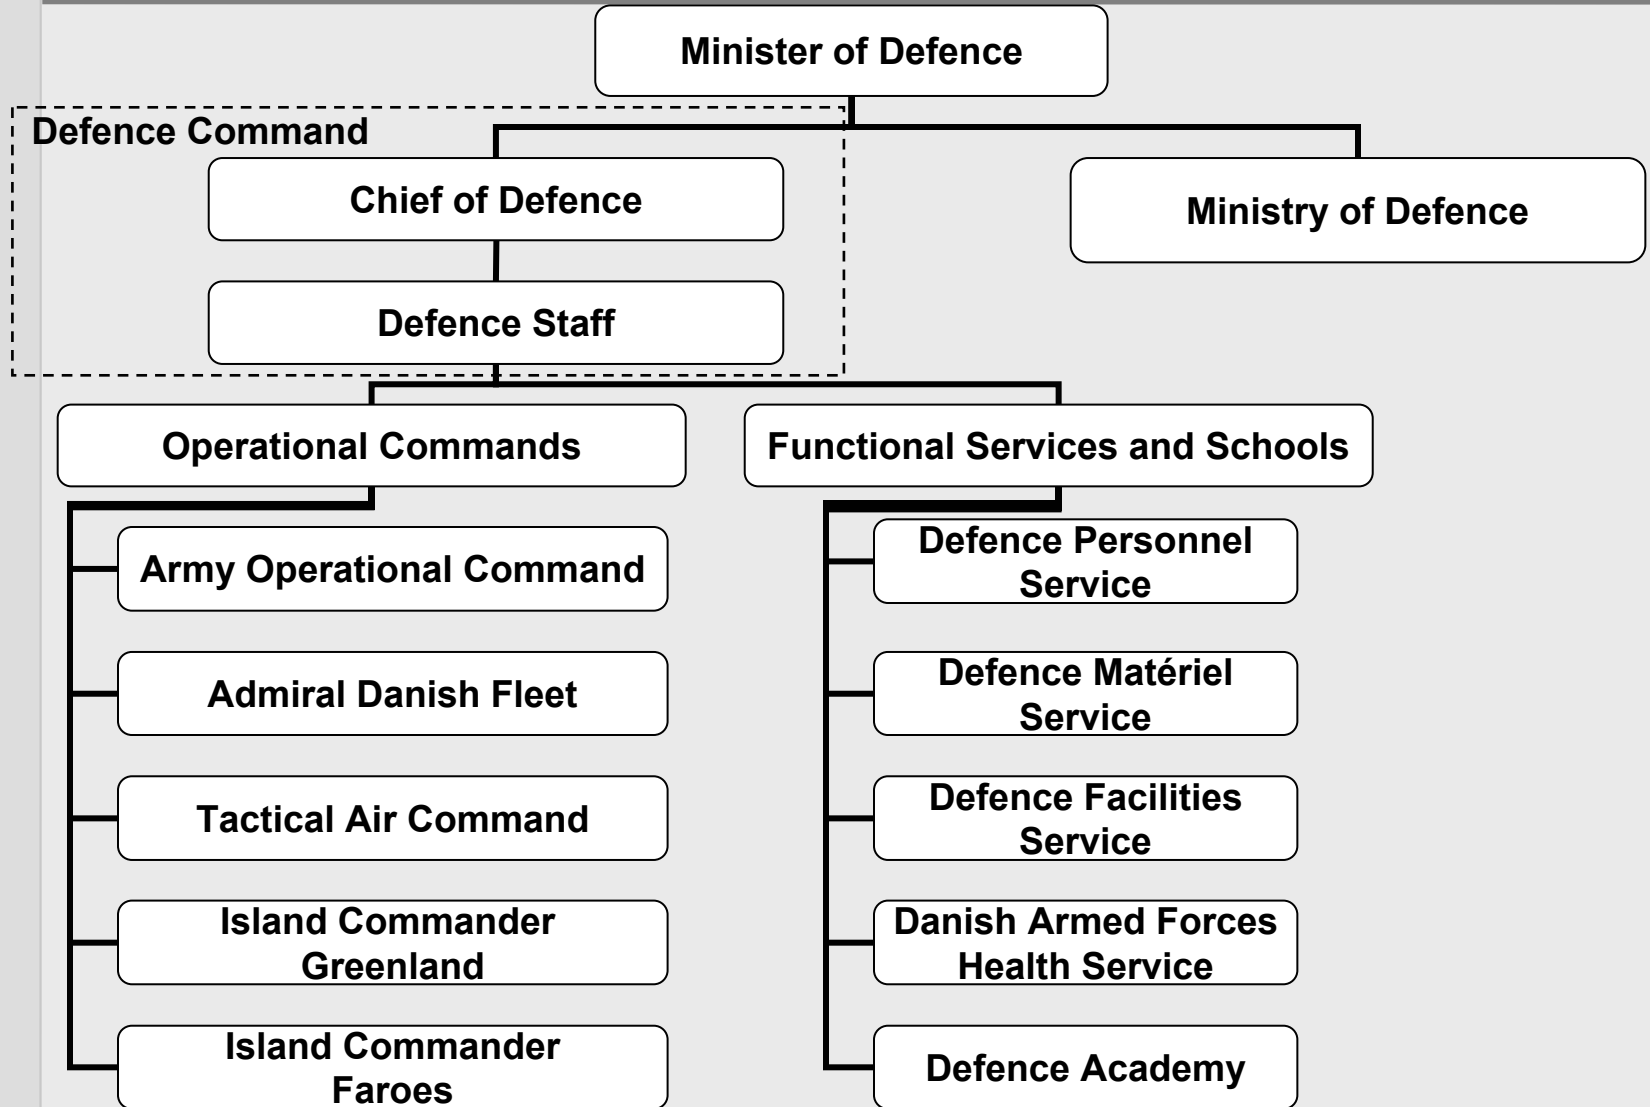 Minister of Defence
Defence Command
Chief of Defence
Ministry of Defence
Defence Staff
Operational Commands
Functional Services and Schools
Army Operational Command
Admiral Danish Fleet
Tactical Air Command
Island Commander
Greenland
Island Commander
Faroes
Defence Personnel
Service
Defence Matériel
Service
Defence Facilities
Service
Danish Armed Forces
Health Service
Defence Academy